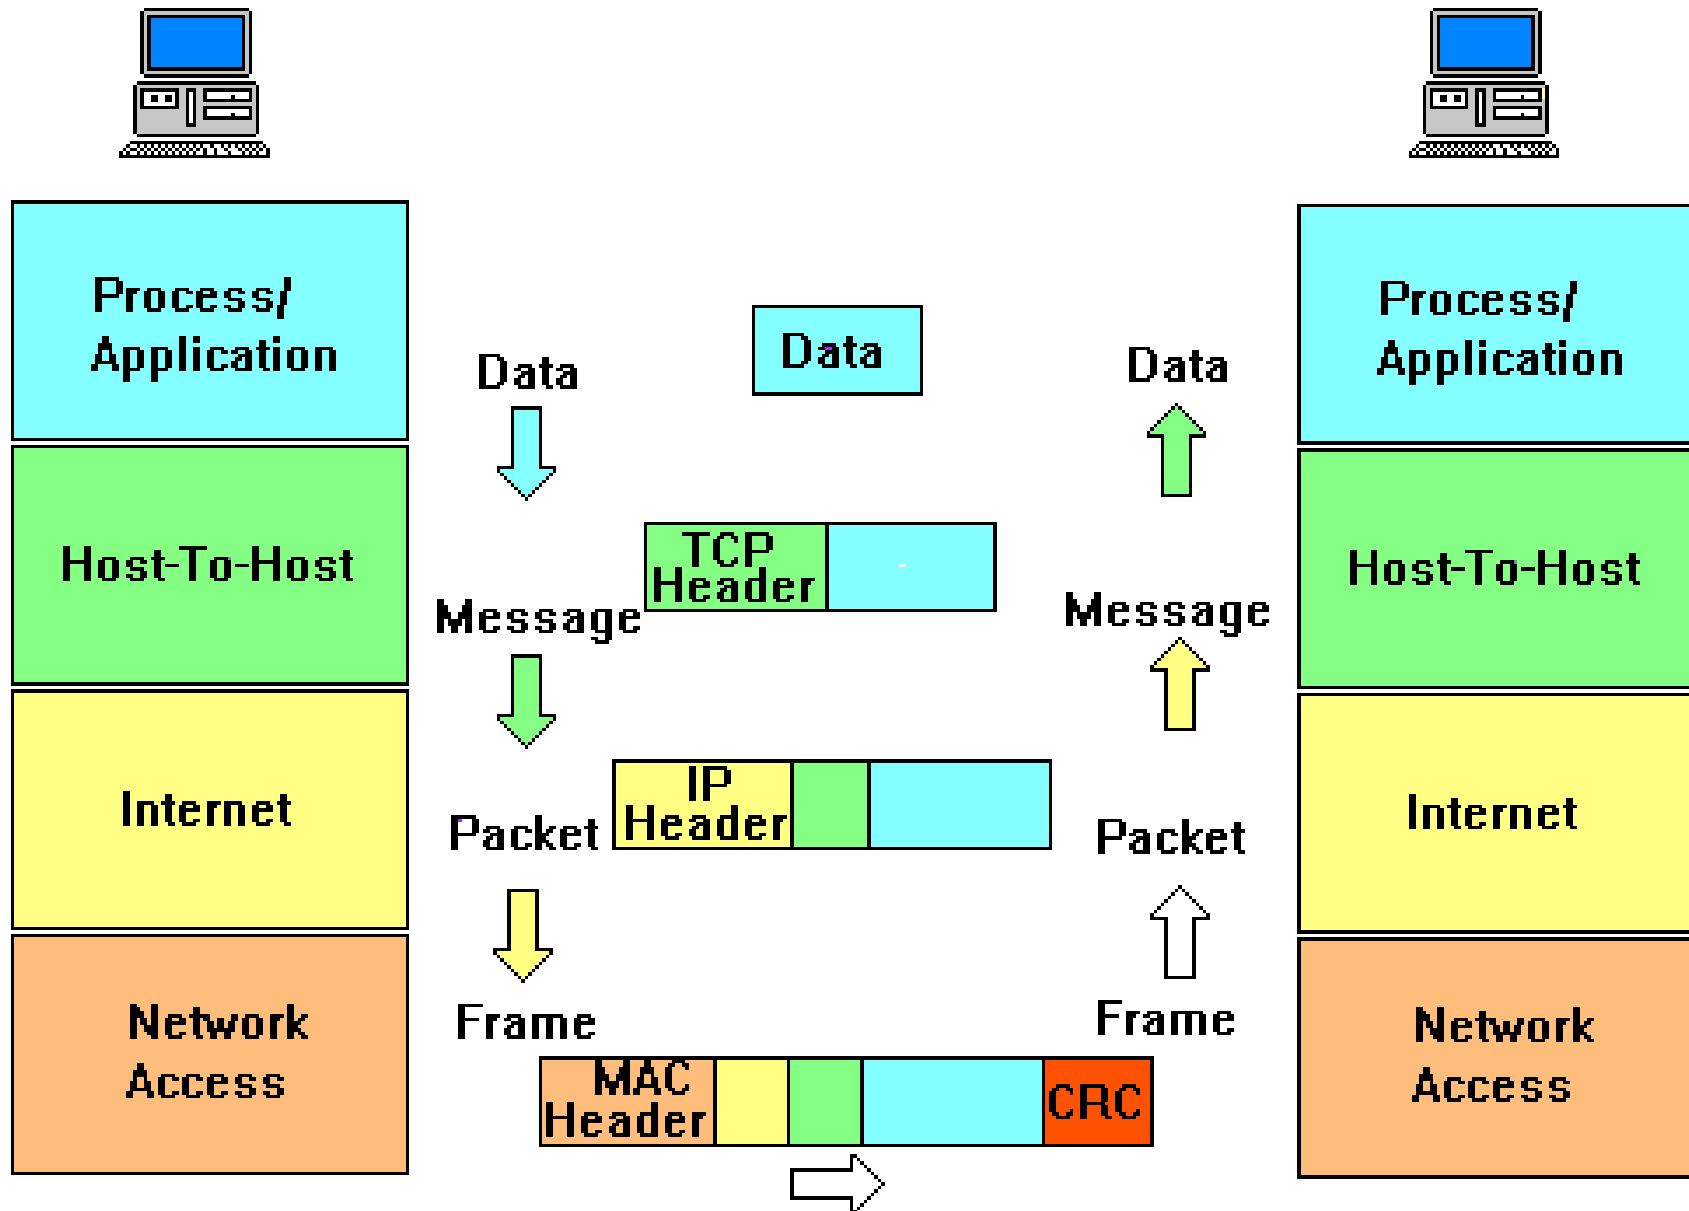 Process/
Application
Host-To-Host
Internet
Network
Access
Data
Message
Packet
Frame
Data
TCP
Header
IP
Header
MAC
Header
CRC
Data
Message
Packet
Frame
Process/
Application
Host-To-Host
Internet
Network
Access